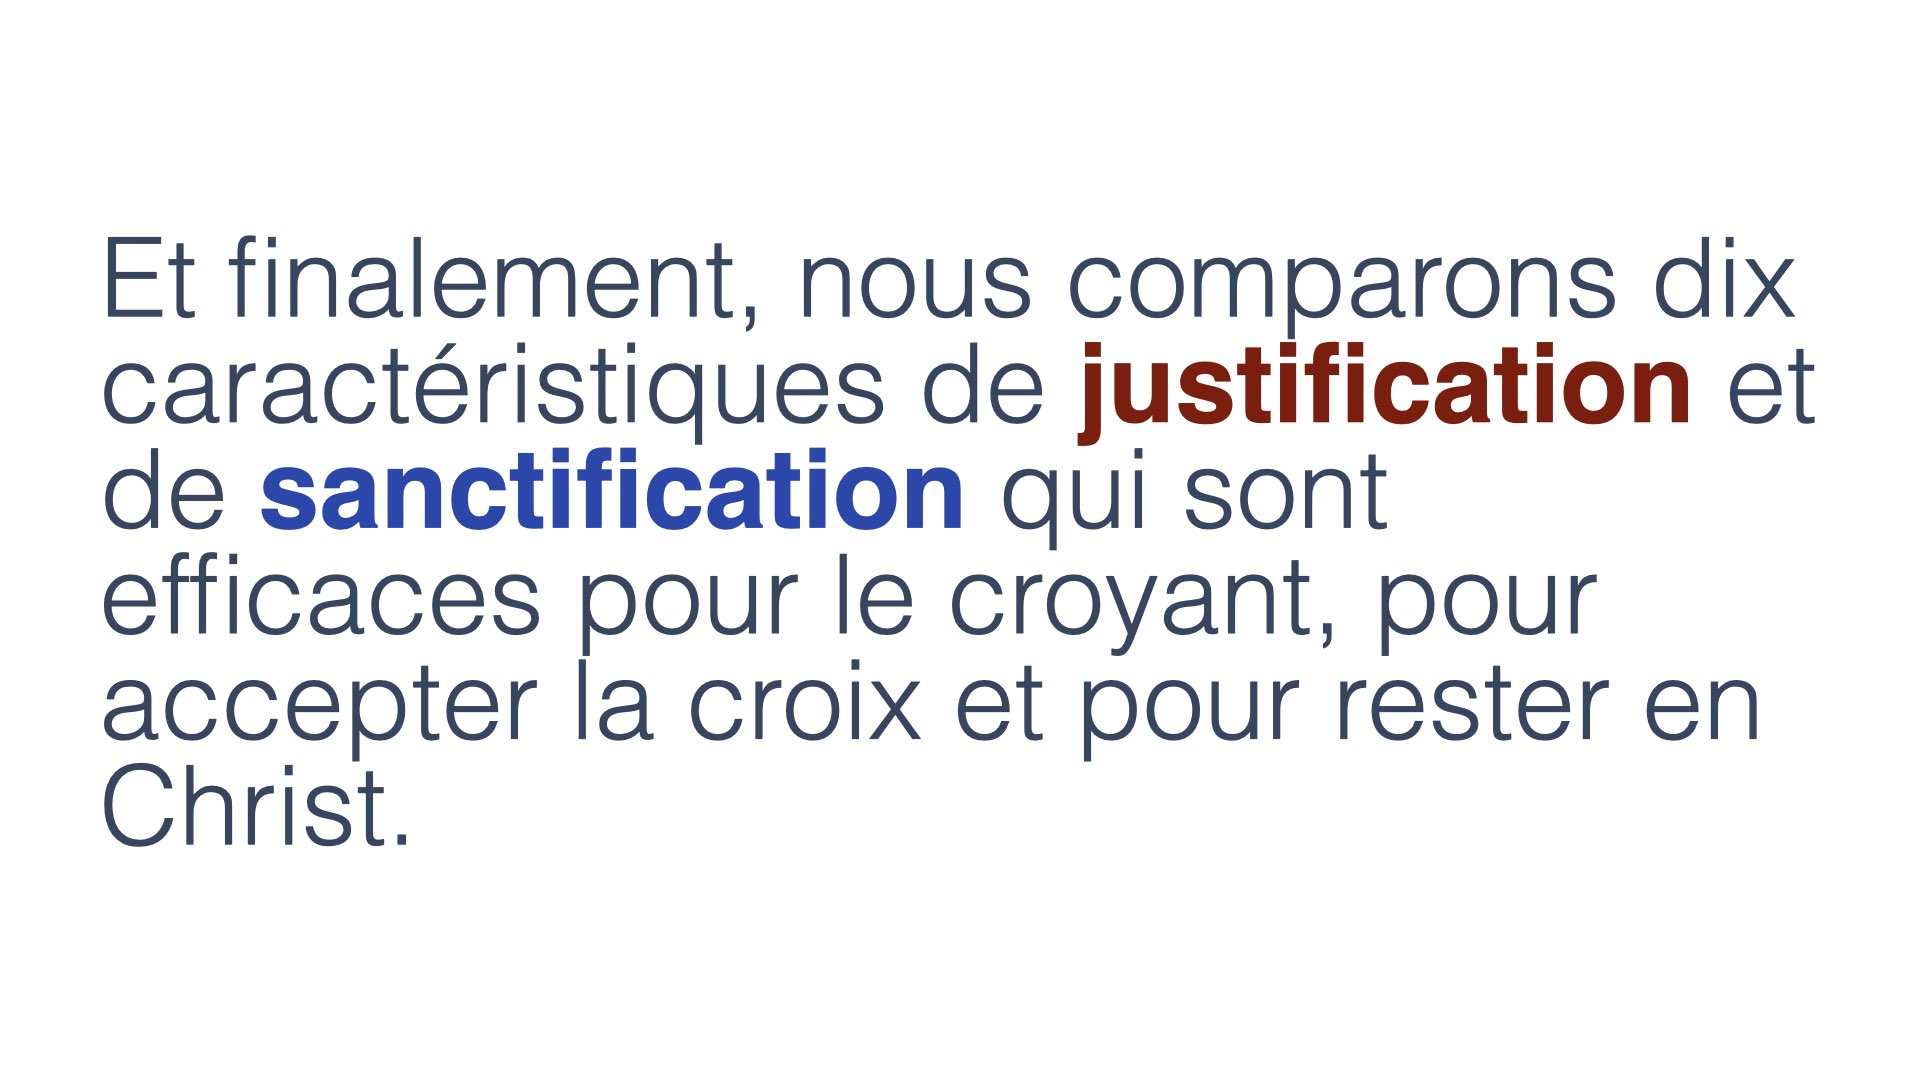 Et finalement, nous comparons dix
caractéristiques de justification et
de sanctification qui sont
efficaces pour le croyant, pour
accepter la croix et pour rester en
Christ.